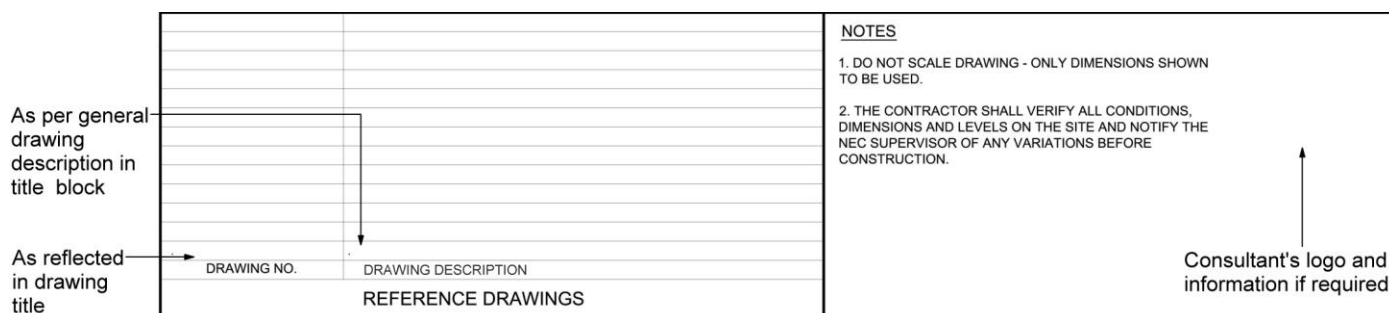 As per general
drawing
description in
title block
As reflected
in drawing
title
DRAWING NO.
DRAWING DESCRIPTION
REFERENCE DRAWINGS
NOTES
1. DO NOT SCALE DRAWING - ONLY DIMENSIONS SHOWN
TO BE USED.
2. THE CONTRACTOR SHALL VERIFY ALL CONDITIONS,
DIMENSIONS AND LEVELS ON THE SITE AND NOTIFY THE
NEC SUPERVISOR OF ANY VARIATIONS BEFORE
CONSTRUCTION.
Consultant's logo and
information if required